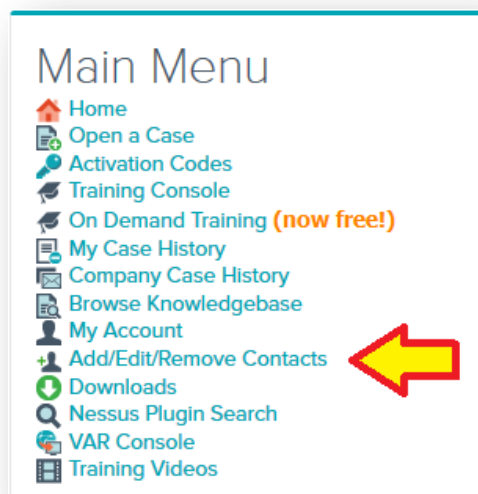 Main Menu
Home
Open a Case
Activation Codes
Training Console
On Demand Training (now free!)
My Case History
Company Case History
Browse Knowledgebase
My Account
Add/Edit/Remove Contacts
Downloads
Nessus Plugin Search
VAR Console
Training Videos